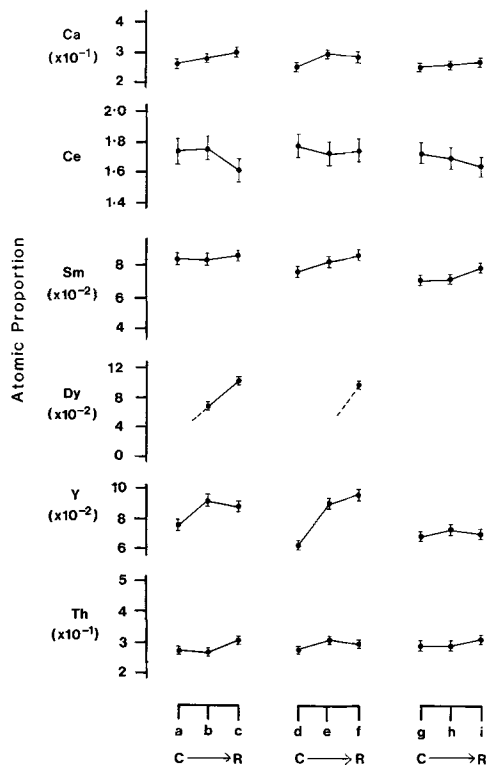 Atomic Proportion
Ca
(x10⁻¹)
4
3
2
Ce
2·0
1·8
1·6
1·4
Sm
(x10⁻²)
8
6
4
Dy
(x10⁻²)
12
8
4
0
Y
(x10⁻²)
10
8
6
Th
(x10⁻¹)
5
4
3
2
a b c d e f g h i
C → R C → R C → R